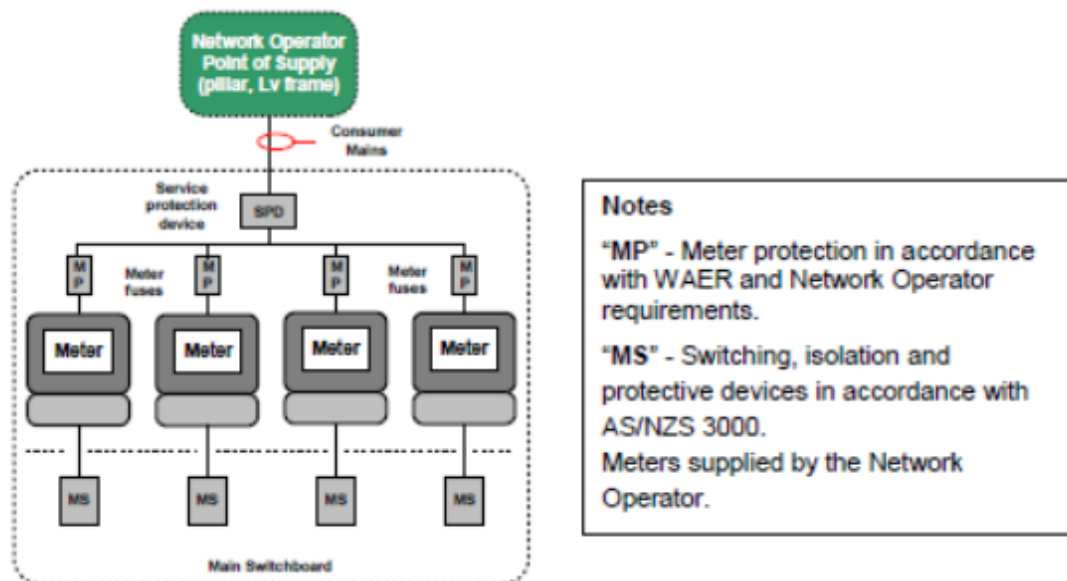 Network Operator
Point of Supply
(pillar, Lv frame)
Consumer
Mains
Service
protection
device
SPD
M
P
Meter
fuses
M
P
M
P
Meter
fuses
M
P
Meter
Meter
Meter
Meter
MS
MS
MS
MS
Main Switchboard
Notes
“MP” - Meter protection in accordance
with WAER and Network Operator
requirements.
“MS” - Switching, isolation and
protective devices in accordance with
AS/NZS 3000.
Meters supplied by the Network
Operator.